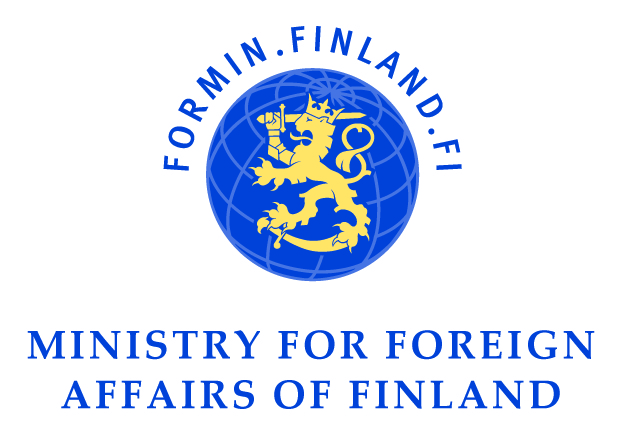 FORMIN.FINLAND.FI
MINISTRY FOR FOREIGN
AFFAIRS OF FINLAND